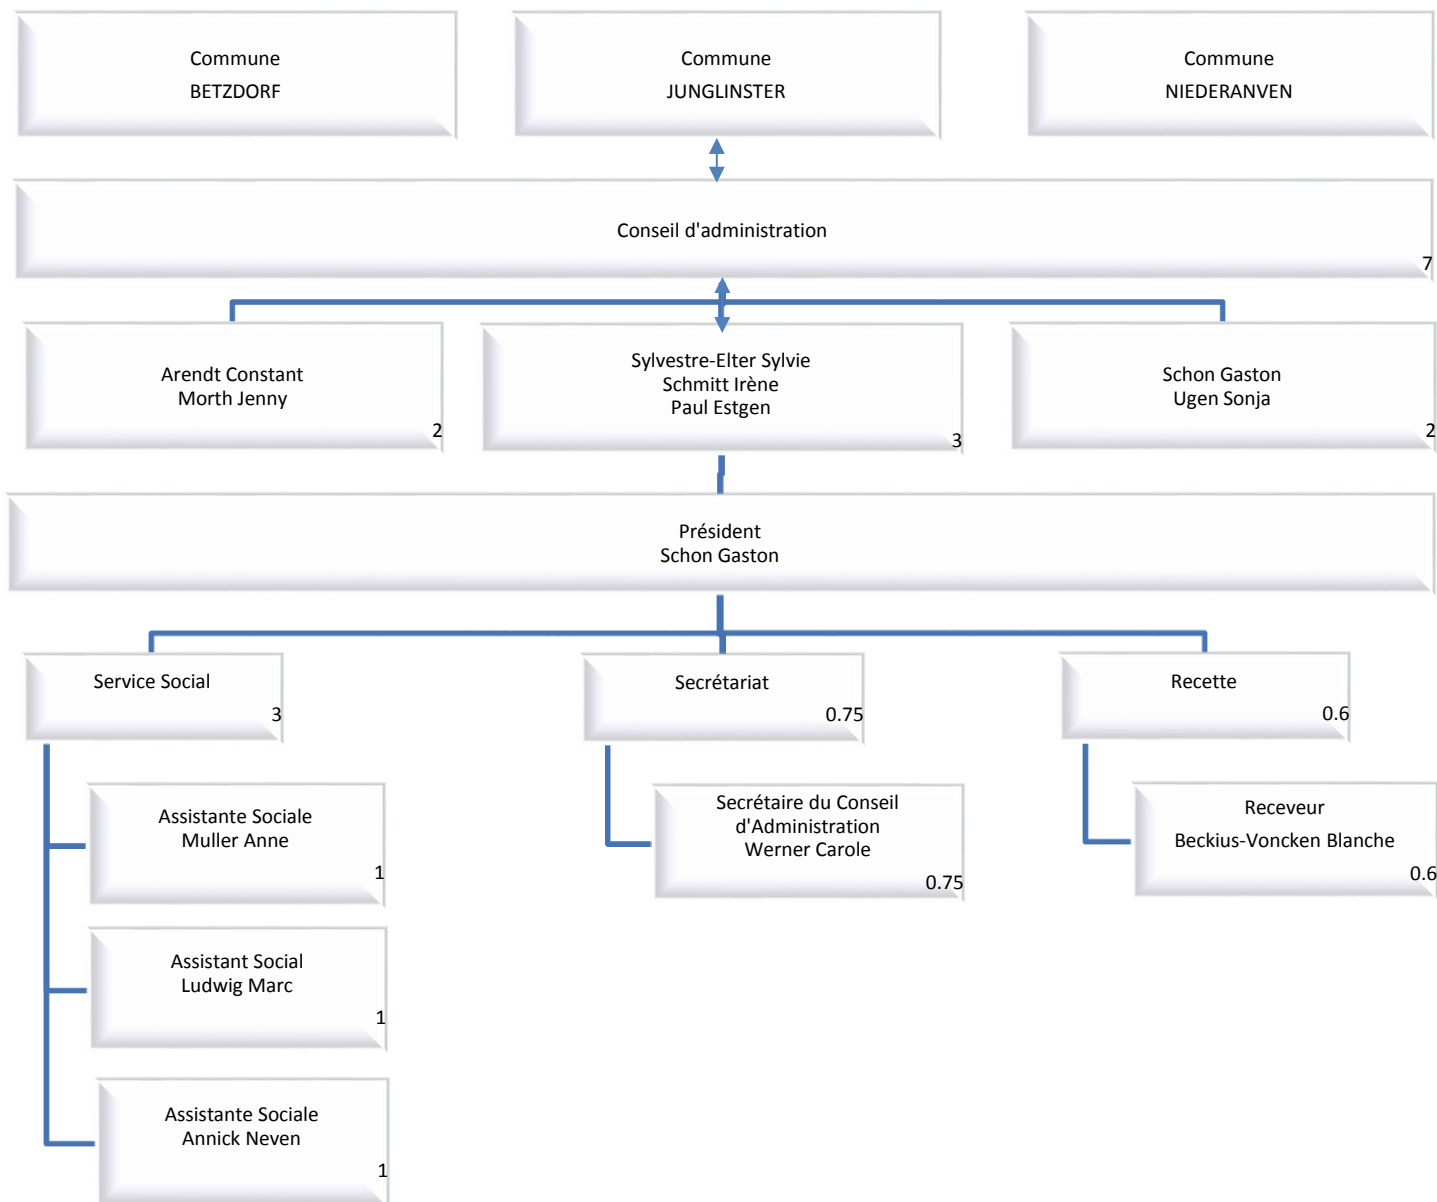 Commune
BETZDORF
Commune
JUNGLINSTER
Commune
NIEDERANVEN
Conseil d'administration
7
Arendt Constant
Morth Jenny
2
Sylvestre-Elter Sylvie
Schmitt Irène
Paul Estgen
3
Schon Gaston
Ugen Sonja
2
Président
Schon Gaston
Service Social
3
Secrétariat
0.75
Recette
0.6
Assistante Sociale
Muller Anne
1
Secrétaire du Conseil
d'Administration
Werner Carole
0.75
Receveur
Beckius-Voncken Blanche
0.6
Assistant Social
Ludwig Marc
1
Assistante Sociale
Annick Neven
1